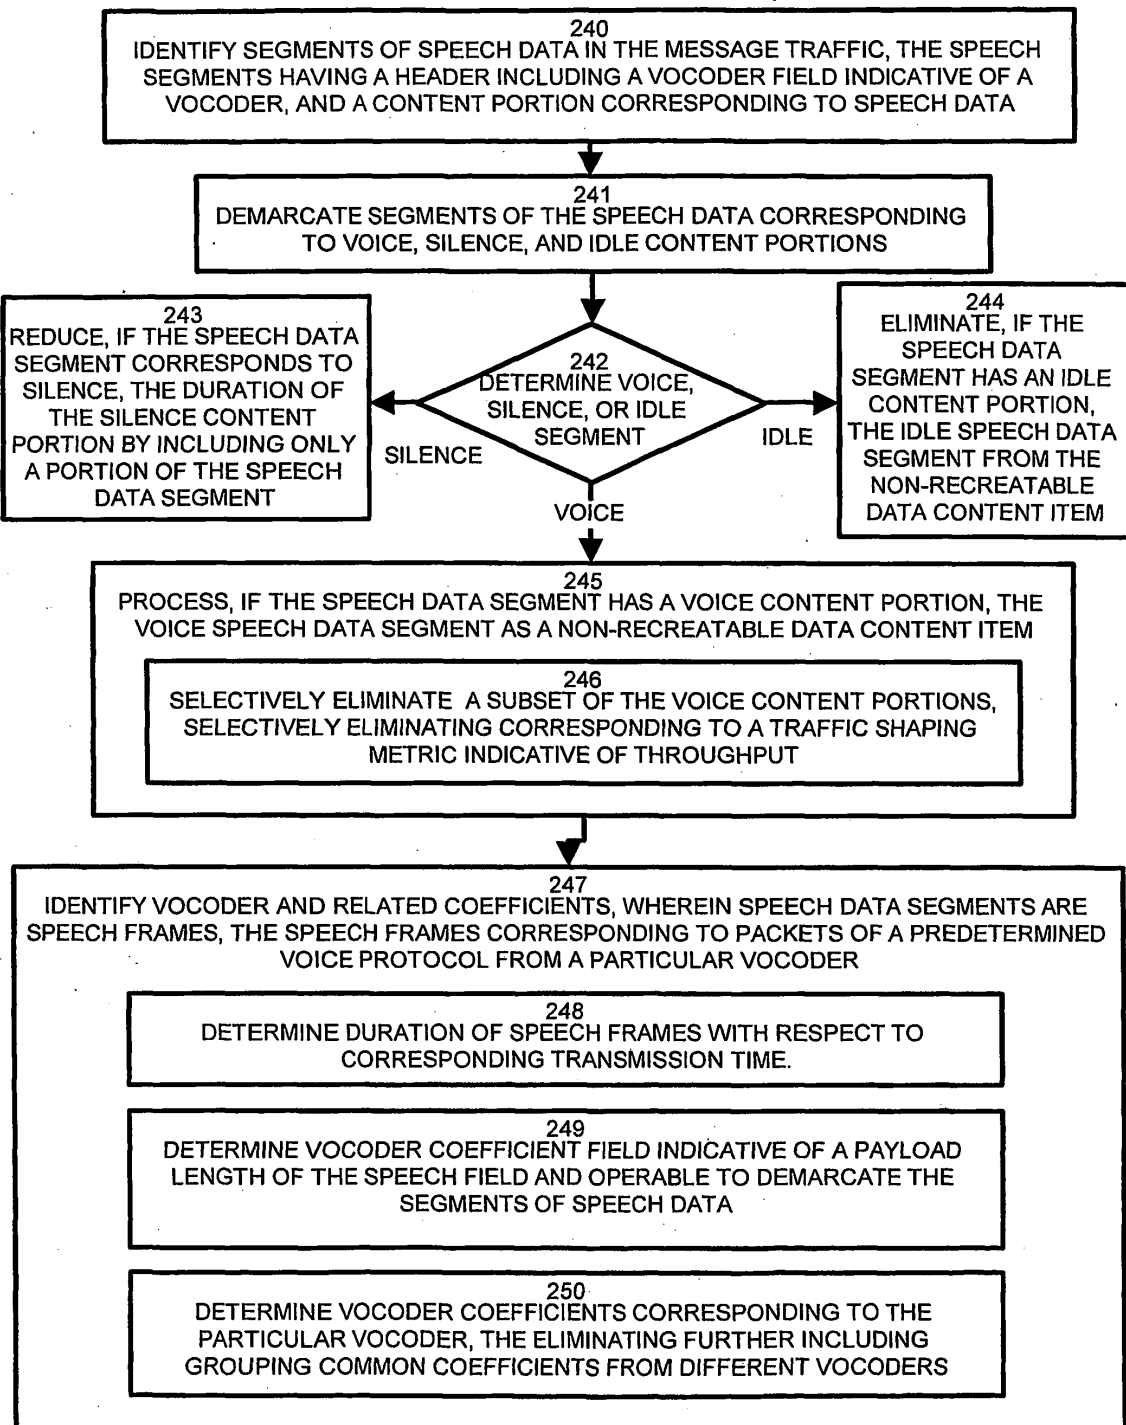 240
IDENTIFY SEGMENTS OF SPEECH DATA IN THE MESSAGE TRAFFIC, THE SPEECH
SEGMENTS HAVING A HEADER INCLUDING A VOCODER FIELD INDICATIVE OF A
VOCODER, AND A CONTENT PORTION CORRESPONDING TO SPEECH DATA
241
DEMARCATE SEGMENTS OF THE SPEECH DATA CORRESPONDING
TO VOICE, SILENCE, AND IDLE CONTENT PORTIONS
243
REDUCE, IF THE SPEECH DATA
SEGMENT CORRESPONDS TO
SILENCE, THE DURATION OF
THE SILENCE CONTENT
PORTION BY INCLUDING ONLY
A PORTION OF THE SPEECH
DATA SEGMENT
242
DETERMINE VOICE,
SILENCE, OR IDLE
SEGMENT
SILENCE
IDLE
VOICE
244
ELIMINATE, IF THE
SPEECH DATA
SEGMENT HAS AN IDLE
CONTENT PORTION,
THE IDLE SPEECH DATA
SEGMENT FROM THE
NON-RECREATABLE
DATA CONTENT ITEM
245
PROCESS, IF THE SPEECH DATA SEGMENT HAS A VOICE CONTENT PORTION, THE
VOICE SPEECH DATA SEGMENT AS A NON-RECREATABLE DATA CONTENT ITEM
246
SELECTIVELY ELIMINATE A SUBSET OF THE VOICE CONTENT PORTIONS,
SELECTIVELY ELIMINATING CORRESPONDING TO A TRAFFIC SHAPING
METRIC INDICATIVE OF THROUGHPUT
247
IDENTIFY VOCODER AND RELATED COEFFICIENTS, WHEREIN SPEECH DATA SEGMENTS ARE
SPEECH FRAMES, THE SPEECH FRAMES CORRESPONDING TO PACKETS OF A PREDETERMINED
VOICE PROTOCOL FROM A PARTICULAR VOCODER
248
DETERMINE DURATION OF SPEECH FRAMES WITH RESPECT TO
CORRESPONDING TRANSMISSION TIME.
249
DETERMINE VOCODER COEFFICIENT FIELD INDICATIVE OF A PAYLOAD
LENGTH OF THE SPEECH FIELD AND OPERABLE TO DEMARCATE THE
SEGMENTS OF SPEECH DATA
250
DETERMINE VOCODER COEFFICIENTS CORRESPONDING TO THE
PARTICULAR VOCODER, THE ELIMINATING FURTHER INCLUDING
GROUPING COMMON COEFFICIENTS FROM DIFFERENT VOCODERS